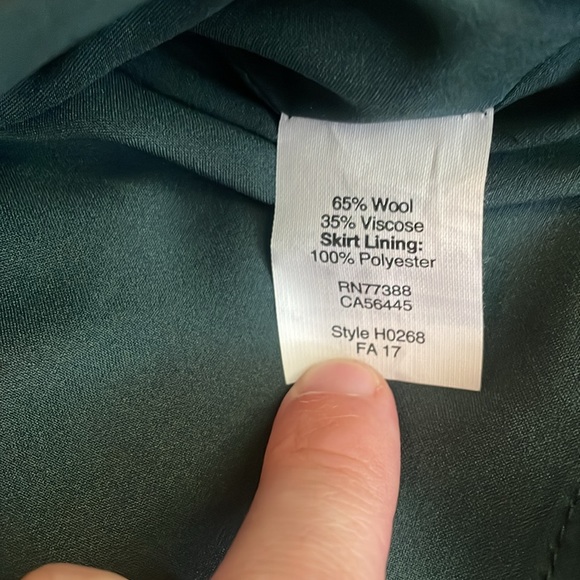 65% Wool
35% Viscose
Skirt Lining:
100% Polyester
RN77388
CA56445
Style H0268
FA 17